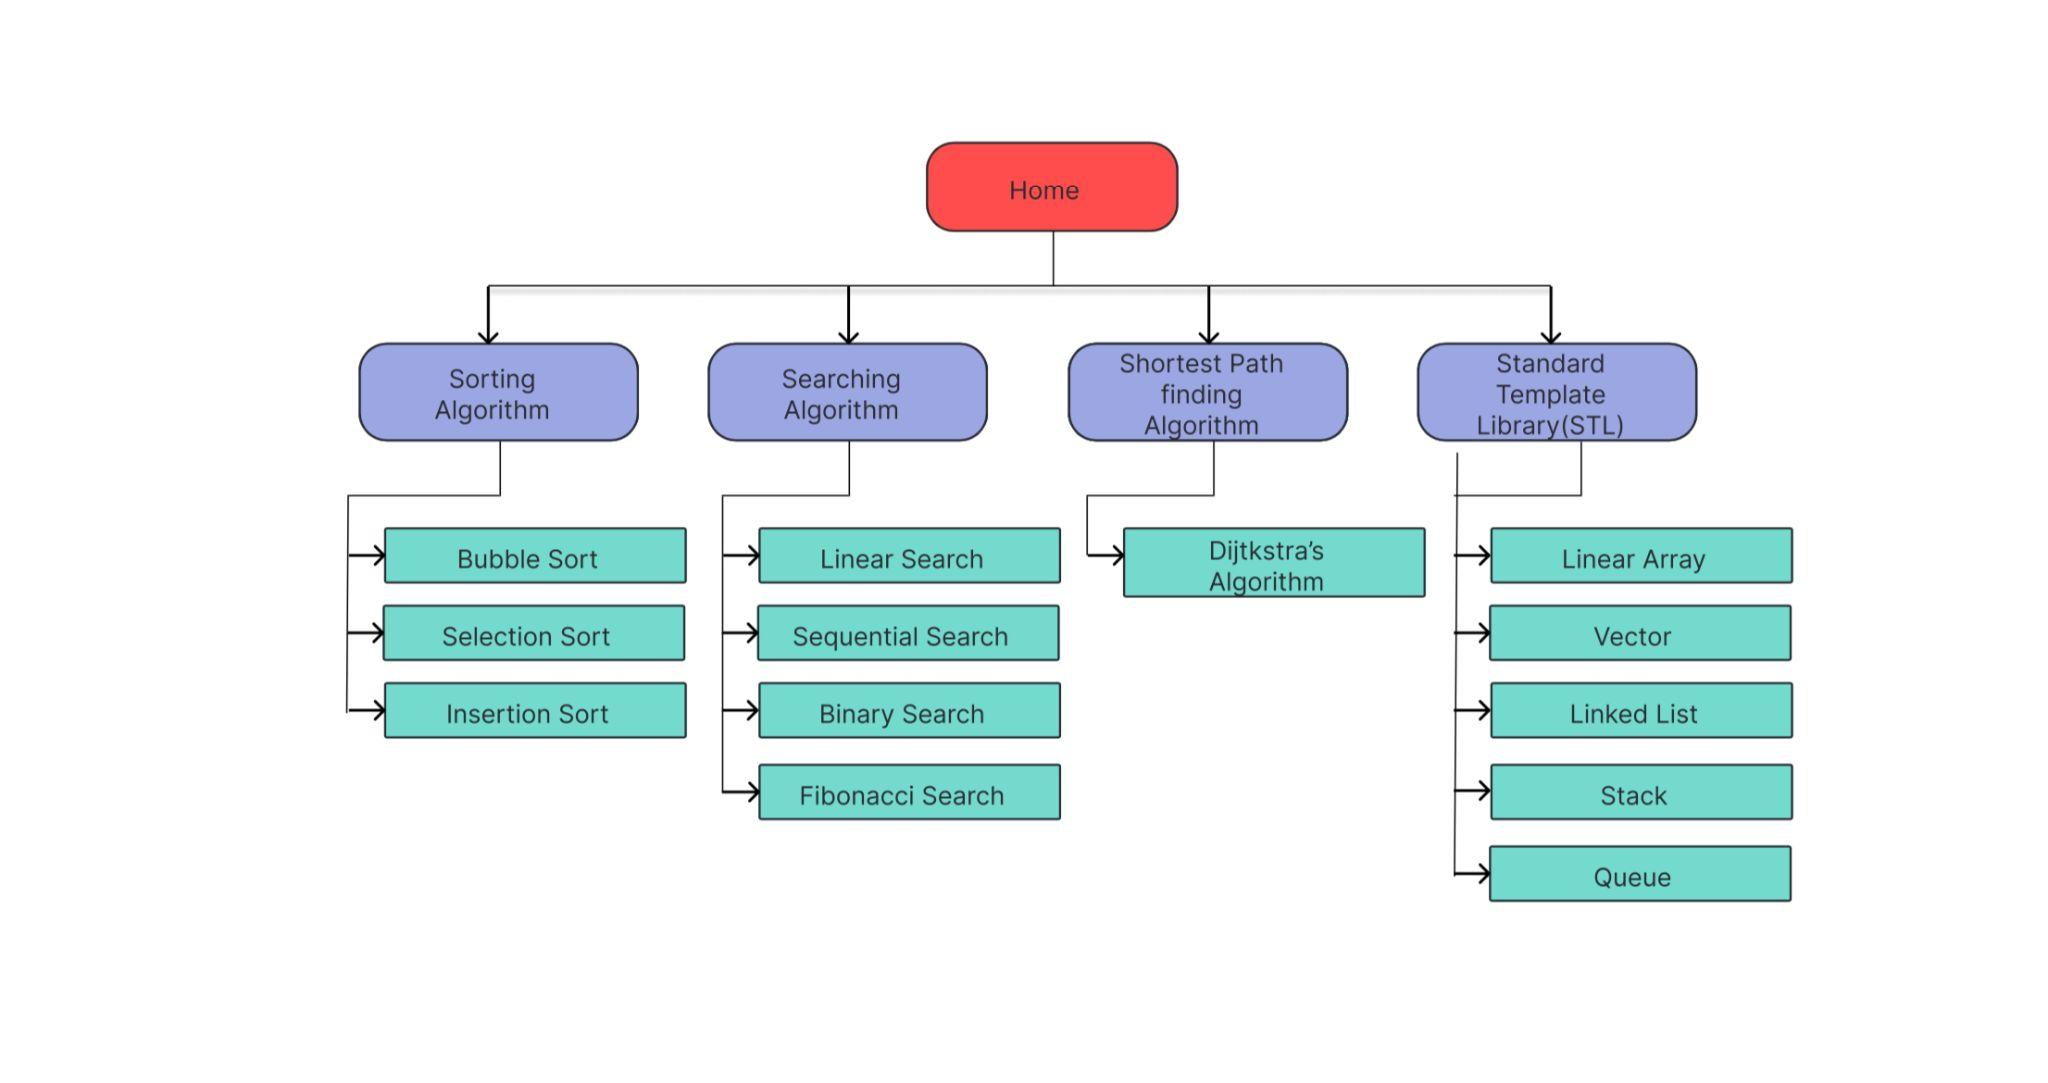 Home
Sorting
Algorithm
Searching
Algorithm
Shortest Path
finding
Algorithm
Standard
Template
Library(STL)
Bubble Sort
Selection Sort
Insertion Sort
Linear Search
Sequential Search
Binary Search
Fibonacci Search
Dijtkstra’s
Algorithm
Linear Array
Vector
Linked List
Stack
Queue